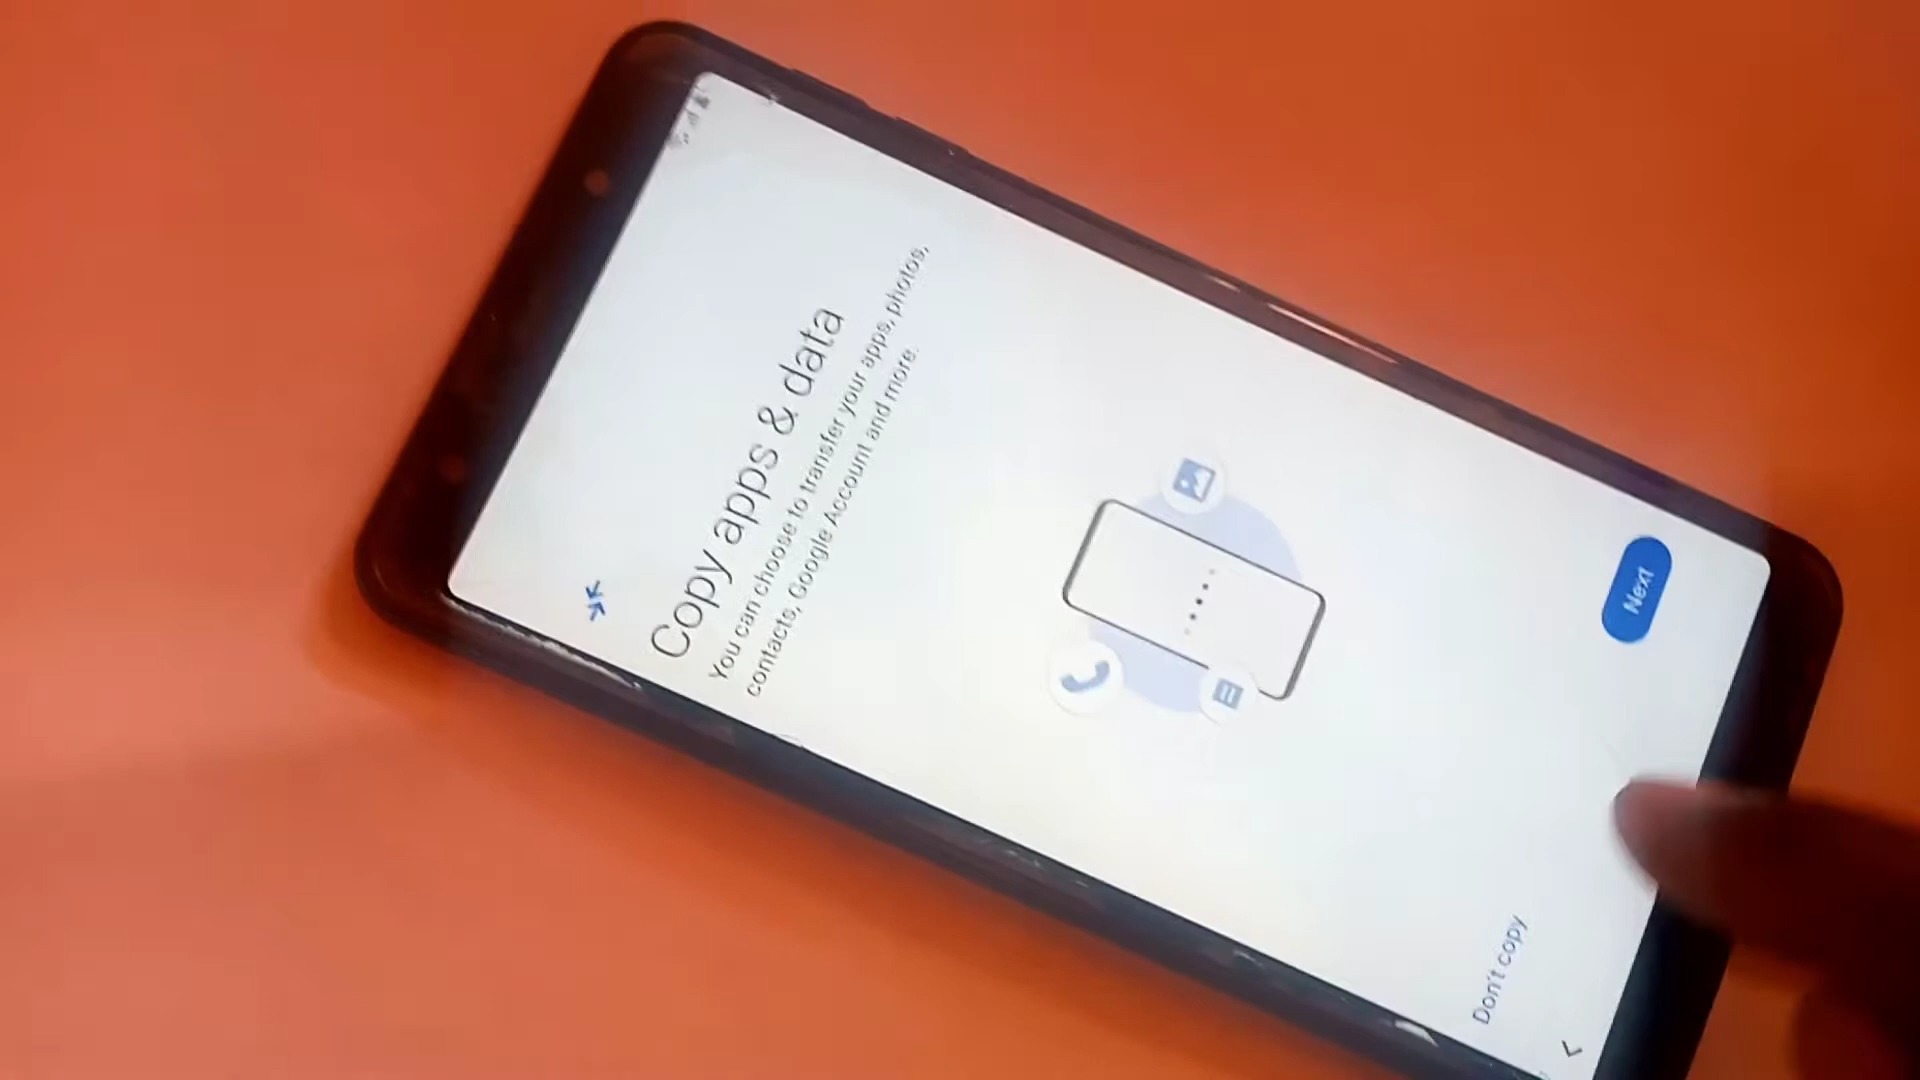 Copy apps & data
You can choose to transfer your apps, photos,
contacts, Google Account and more.
Don't copy
Next